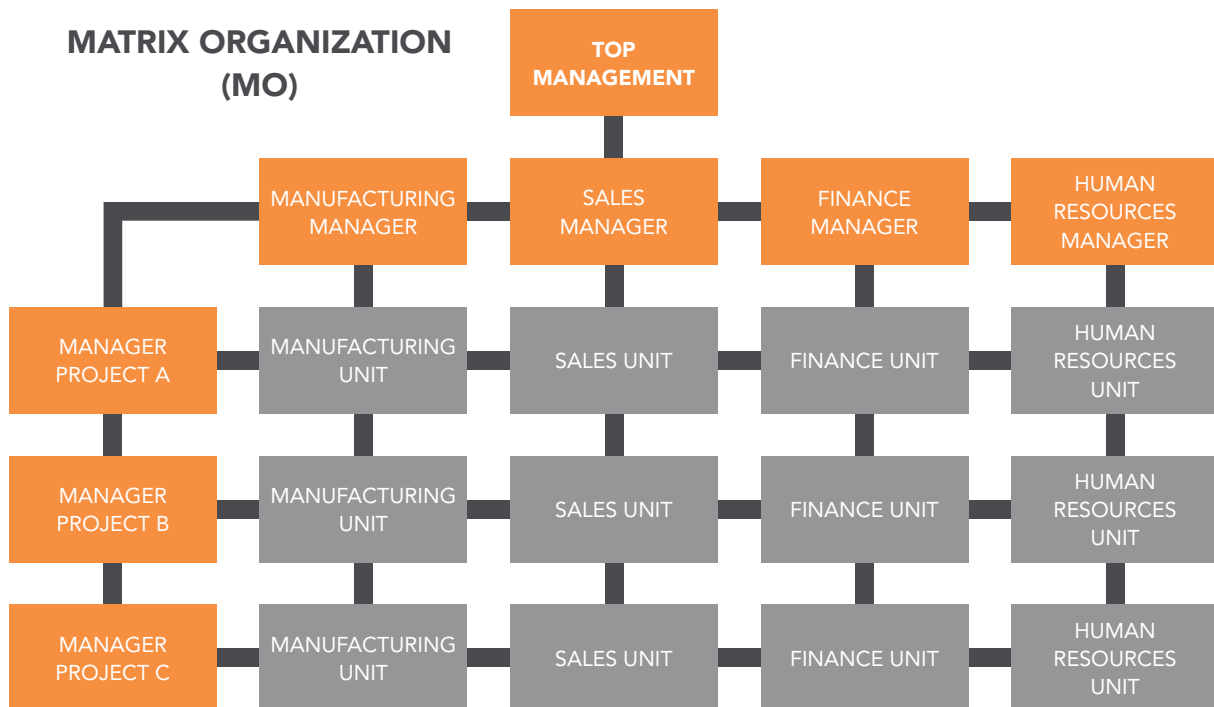 MATRIX ORGANIZATION
(MO)
TOP
MANAGEMENT
MANUFACTURING
MANAGER
SALES
MANAGER
FINANCE
MANAGER
HUMAN
RESOURCES
MANAGER
MANAGER
PROJECT A
MANUFACTURING
UNIT
SALES UNIT
FINANCE UNIT
HUMAN
RESOURCES
UNIT
MANAGER
PROJECT B
MANUFACTURING
UNIT
SALES UNIT
FINANCE UNIT
HUMAN
RESOURCES
UNIT
MANAGER
PROJECT C
MANUFACTURING
UNIT
SALES UNIT
FINANCE UNIT
HUMAN
RESOURCES
UNIT